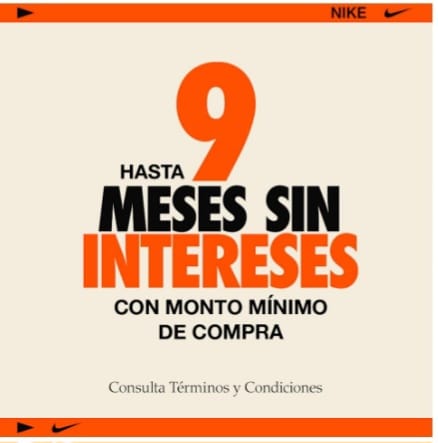 NIKE
HASTA 9
MESES SIN
INTERESES
CON MONTO MÍNIMO
DE COMPRA
Consulta Términos y Condiciones